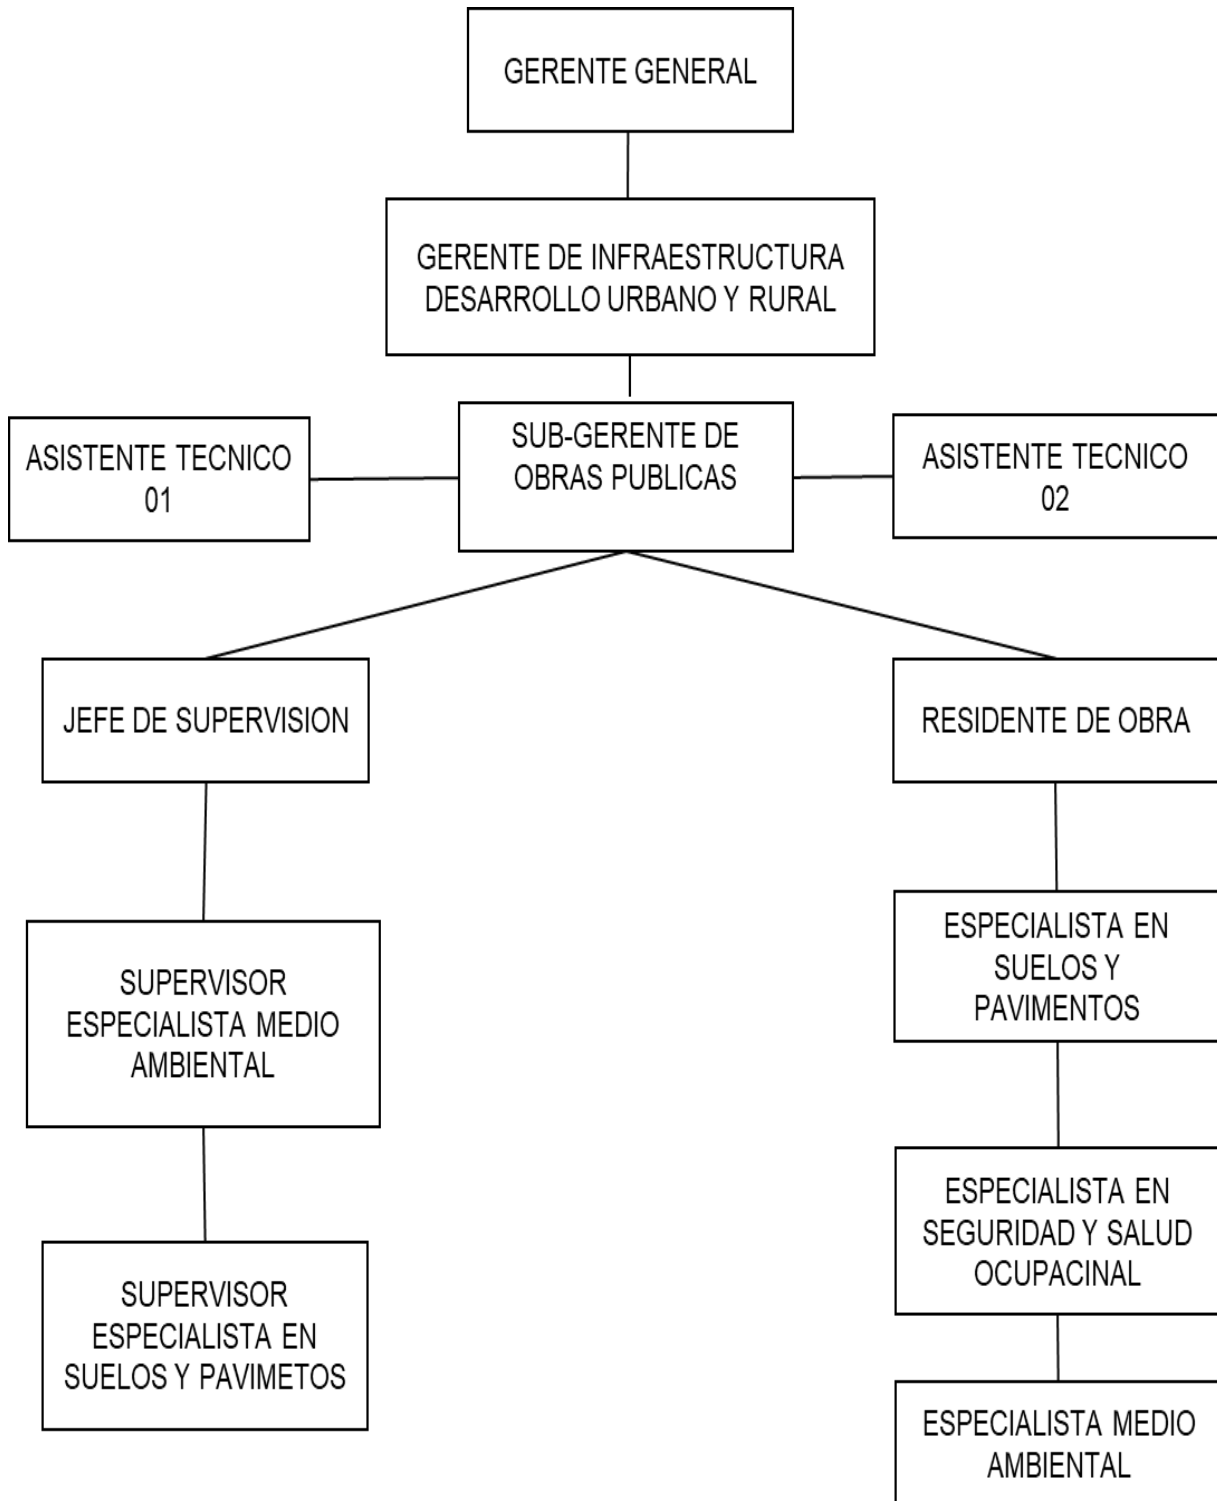 GERENTE GENERAL
GERENTE DE INFRAESTRUCTURA
DESARROLLO URBANO Y RURAL
ASISTENTE TECNICO
01
SUB-GERENTE DE
OBRAS PUBLICAS
ASISTENTE TECNICO
02
JEFE DE SUPERVISION
RESIDENTE DE OBRA
SUPERVISOR
ESPECIALISTA MEDIO
AMBIENTAL
ESPECIALISTA EN
SUELOS Y
PAVIMENTOS
SUPERVISOR
ESPECIALISTA EN
SUELOS Y PAVIMETOS
ESPECIALISTA EN
SEGURIDAD Y SALUD
OCUPACINAL
ESPECIALISTA MEDIO
AMBIENTAL